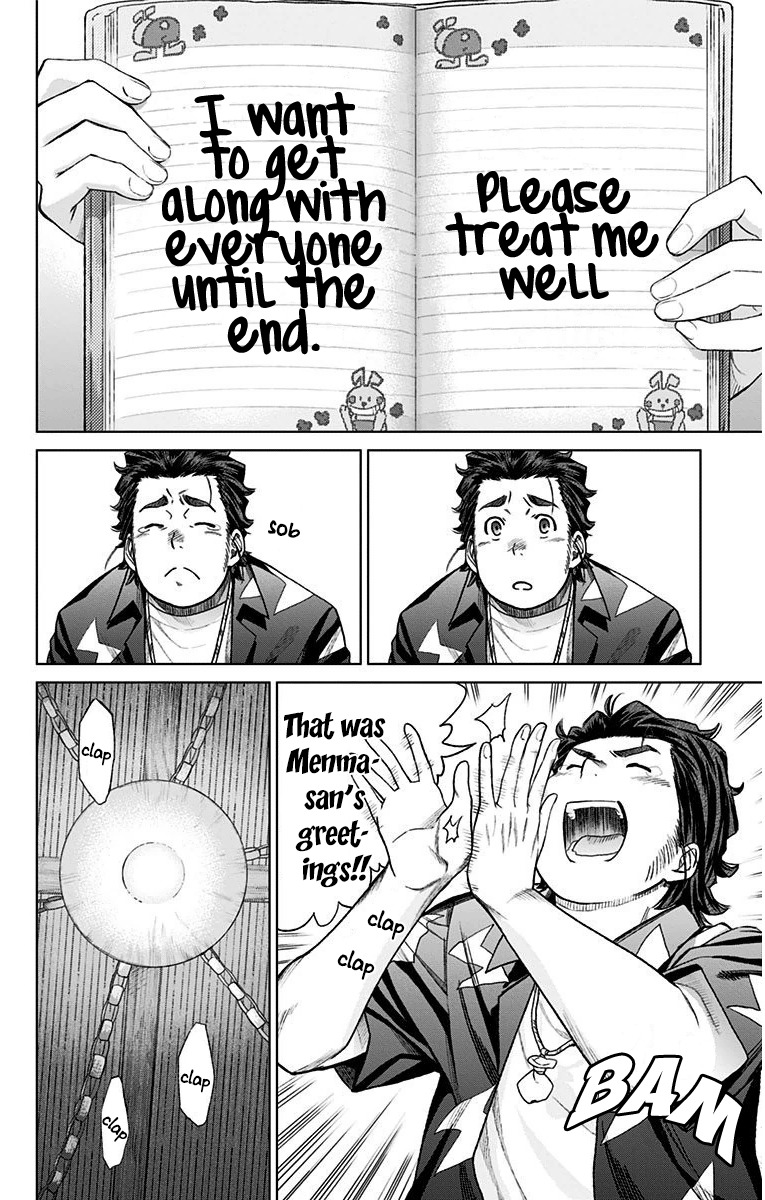 Please
treat me
well
I want
to get
along with
everyone
until the
end.
sob
That was
Menma-
san's
greet-
ings!!
clap
clap
BAM
clap
clap
clap